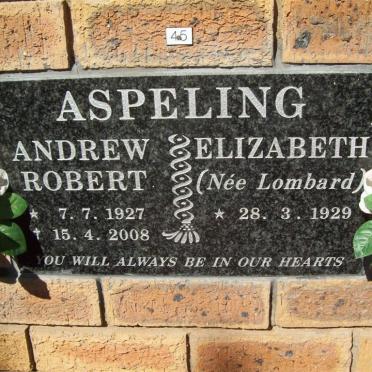 45
ASPELING
ANDREW ROBERT
★ 7.7.1927
† 15.4.2008
ELIZABETH
(Née Lombard)
★ 28.3.1929
YOU WILL ALWAYS BE IN OUR HEARTS